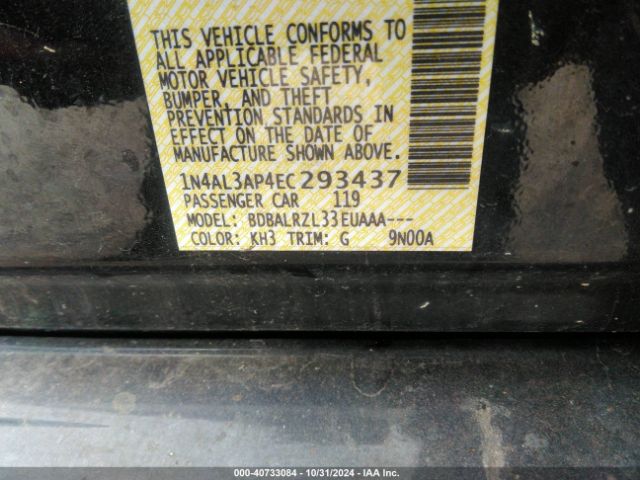 THIS VEHICLE CONFORMS TO
ALL APPLICABLE FEDERAL
MOTOR VEHICLE SAFETY,
BUMPER, AND THEFT
PREVENTION STANDARDS IN
EFFECT ON THE DATE OF
MANUFACTURE SHOWN ABOVE.
1N4AL3AP4EC293437
PASSENGER CAR 119
MODEL: BDBALRZL33EUAAA---
COLOR: KH3 TRIM: G 9N00A
000-40733084 - 10/31/2024 - IAA Inc.